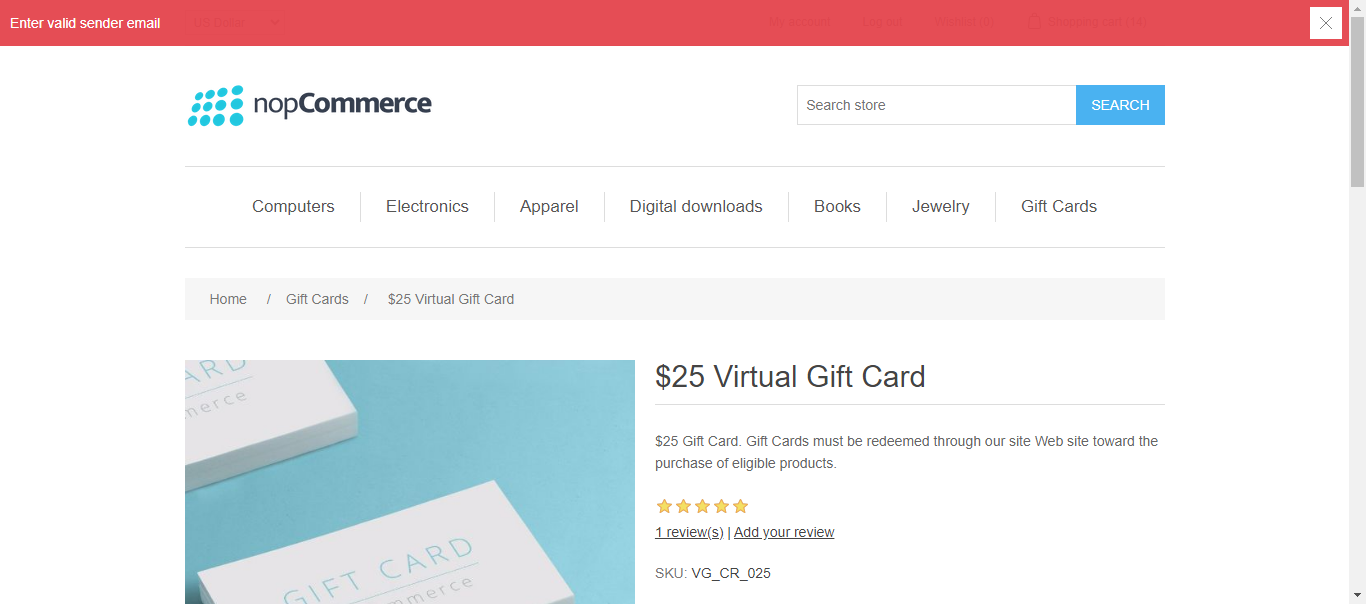 Enter valid sender email
US Dollar
My account Log out Wishlist (0) Shopping cart (14)
nopCommerce
Search store
SEARCH
Computers
Electronics
Apparel
Digital downloads
Books
Jewelry
Gift Cards
Home / Gift Cards / $25 Virtual Gift Card
$25 Virtual Gift Card
$25 Gift Card. Gift Cards must be redeemed through our site Web site toward the
purchase of eligible products.
1 review(s) | Add your review
SKU: VG_CR_025
GIFT CARD